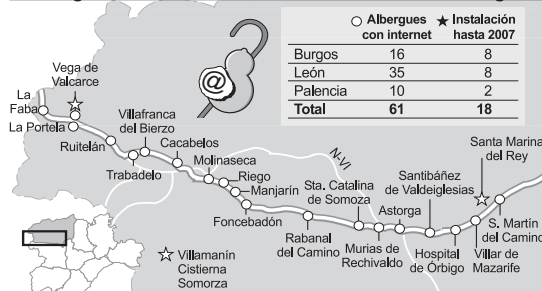 Albergues con internet
Instalación hasta 2007
Burgos 16 8
León 35 8
Palencia 10 2
Total 61 18
@
Vega de
Valcarce
La
Faba
La Portela
Ruitelán
Villafranca
del Bierzo
Trabadelo
Cacabelos
Molinaseca
Riego
Manjarín
Foncebadón
N-VI
Rabanal
del Camino
Sta. Catalina
de Somoza
Murias de
Rechivaldo
Astorga
Santibáñez
de Valdeiglesias
Hospital
de Órbigo
Santa Marina
del Rey
Villar de
Mazarife
S. Martín
del Camino
Villamanín
Cistierna
Somorza